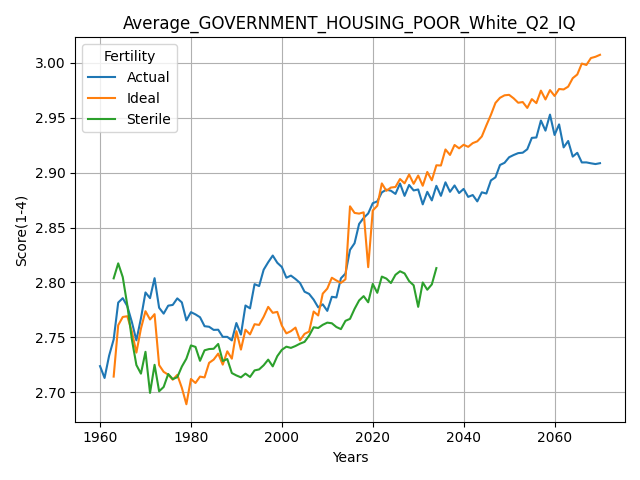 Average_GOVERNMENT_HOUSING_POOR_White_Q2_IQ
Fertility
Actual
Ideal
Sterile
Score(1-4)
3.00
2.95
2.90
2.85
2.80
2.75
2.70
1960 1980 2000 2020 2040 2060
Years